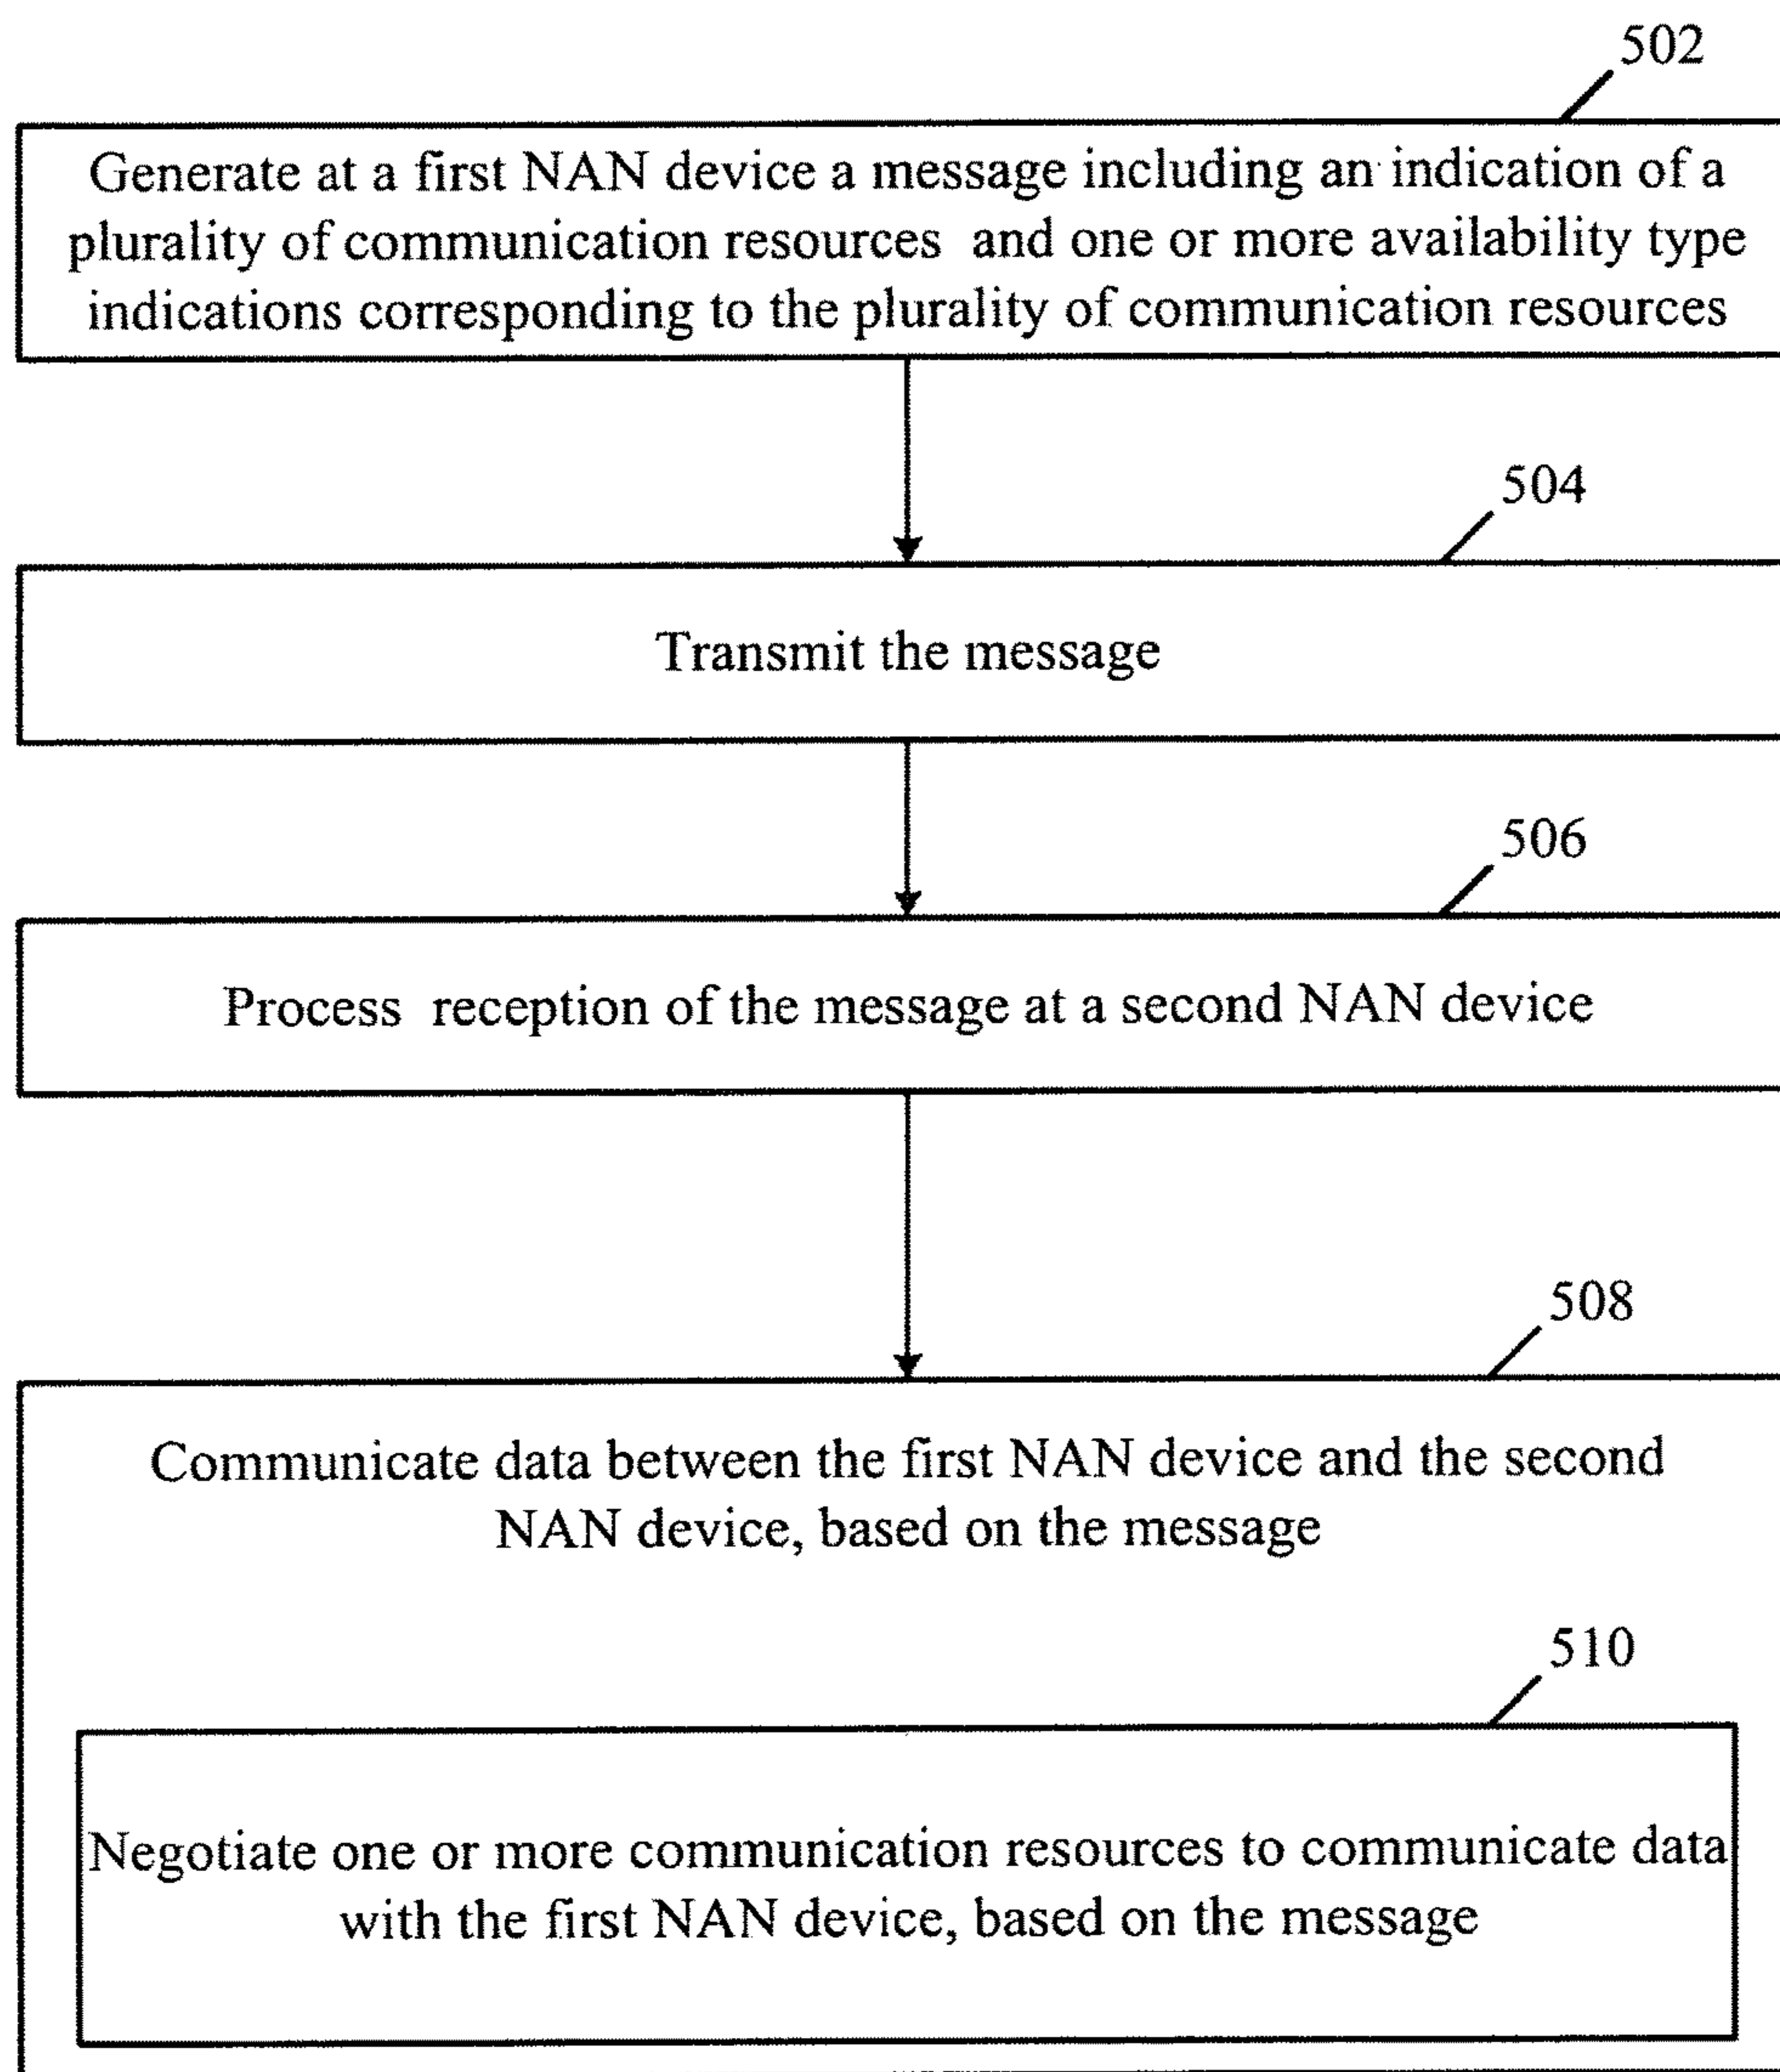 502
Generate at a first NAN device a message including an indication of a
plurality of communication resources and one or more availability type
indications corresponding to the plurality of communication resources
504
Transmit the message
506
Process reception of the message at a second NAN device
508
Communicate data between the first NAN device and the second
NAN device, based on the message
510
Negotiate one or more communication resources to communicate data
with the first NAN device, based on the message